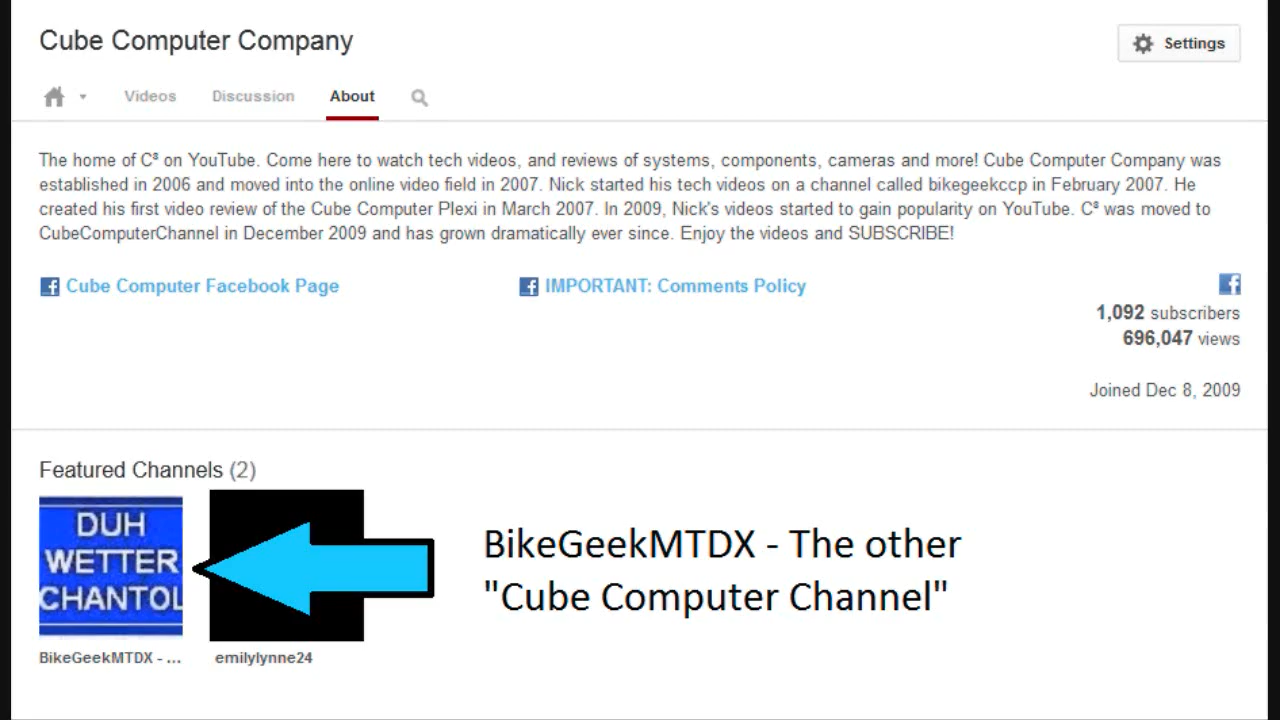 Cube Computer Company
Settings
Videos Discussion About
The home of C³ on YouTube. Come here to watch tech videos, and reviews of systems, components, cameras and more! Cube Computer Company was
established in 2006 and moved into the online video field in 2007. Nick started his tech videos on a channel called bikegeekccp in February 2007. He
created his first video review of the Cube Computer Plexi in March 2007. In 2009, Nick's videos started to gain popularity on YouTube. C³ was moved to
CubeComputerChannel in December 2009 and has grown dramatically ever since. Enjoy the videos and SUBSCRIBE!
Cube Computer Facebook Page
IMPORTANT: Comments Policy
1,092 subscribers
696,047 views
Joined Dec 8, 2009
Featured Channels (2)
DUH
WETTER
CHANTOL
BikeGeekMTDX - ...
emilylynne24
BikeGeekMTDX - The other
"Cube Computer Channel"